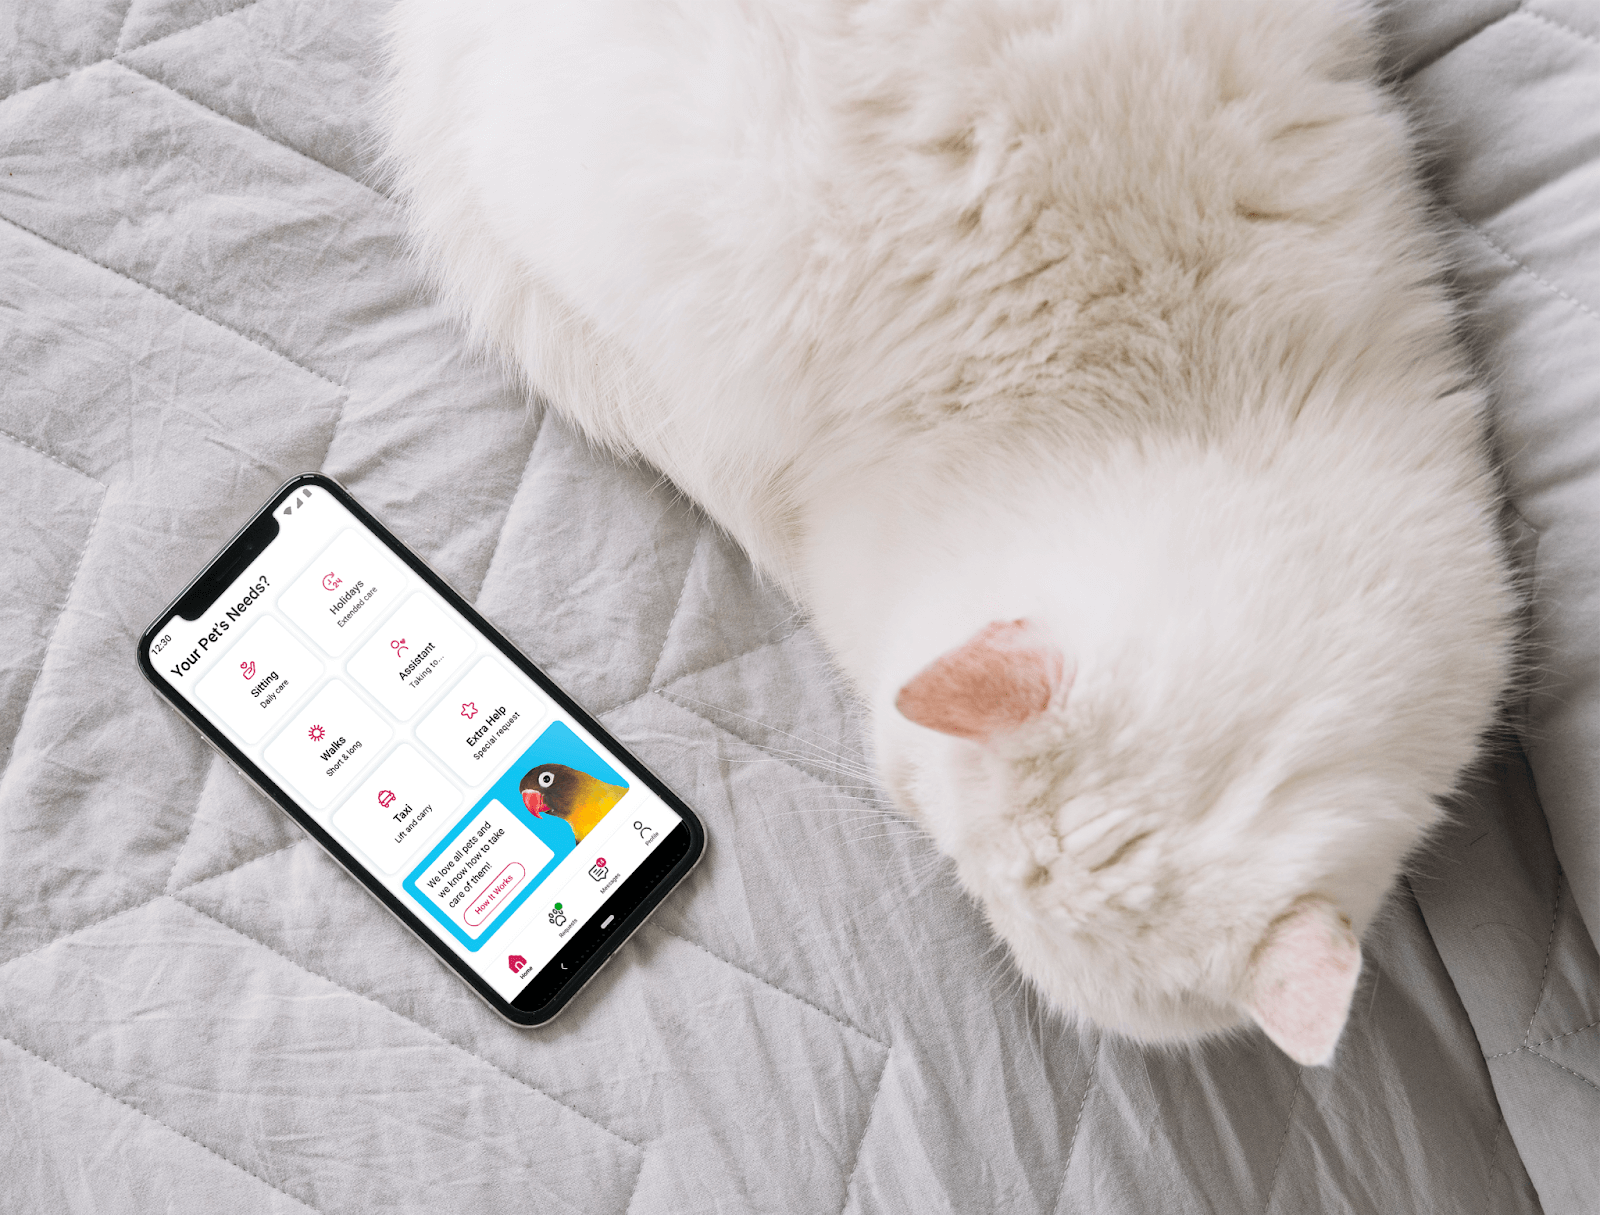 12:30
Your Pet's Needs?
Sitting
Daily care
24
Holidays
Extended care
Walks
Short & long
Assistant
Taking to...
Taxi
Lift and carry
Extra Help
Special request
We love all pets and
we know how to take
care of them!
How It Works
Home
Requests
Messages
Profile